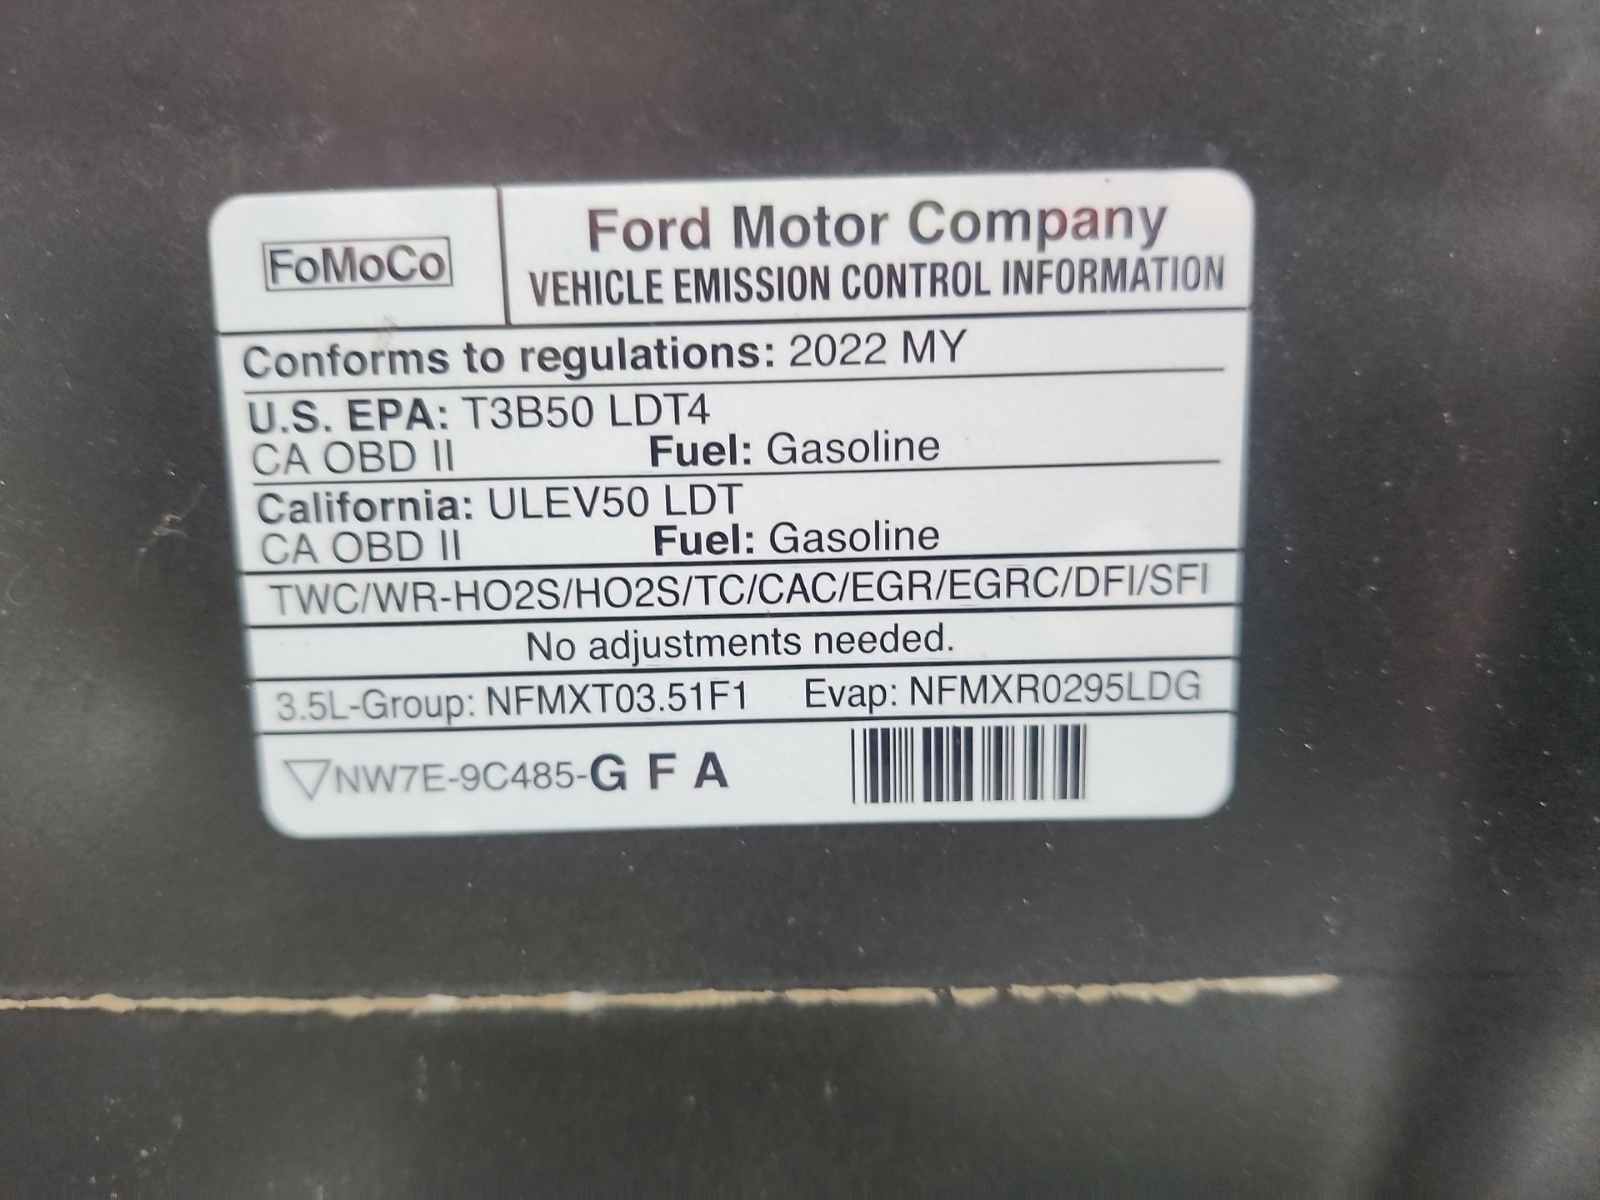 FoMoCo
Ford Motor Company
VEHICLE EMISSION CONTROL INFORMATION
Conforms to regulations: 2022 MY
U.S. EPA: T3B50 LDT4
CA OBD II Fuel: Gasoline
California: ULEV50 LDT
CA OBD II Fuel: Gasoline
TWC/WR-HO2S/HO2S/TC/CAC/EGR/EGRC/DFI/SFI
No adjustments needed.
3.5L-Group: NFMXT03.51F1 Evap: NFMXR0295LDG
NW7E-9C485-G F A